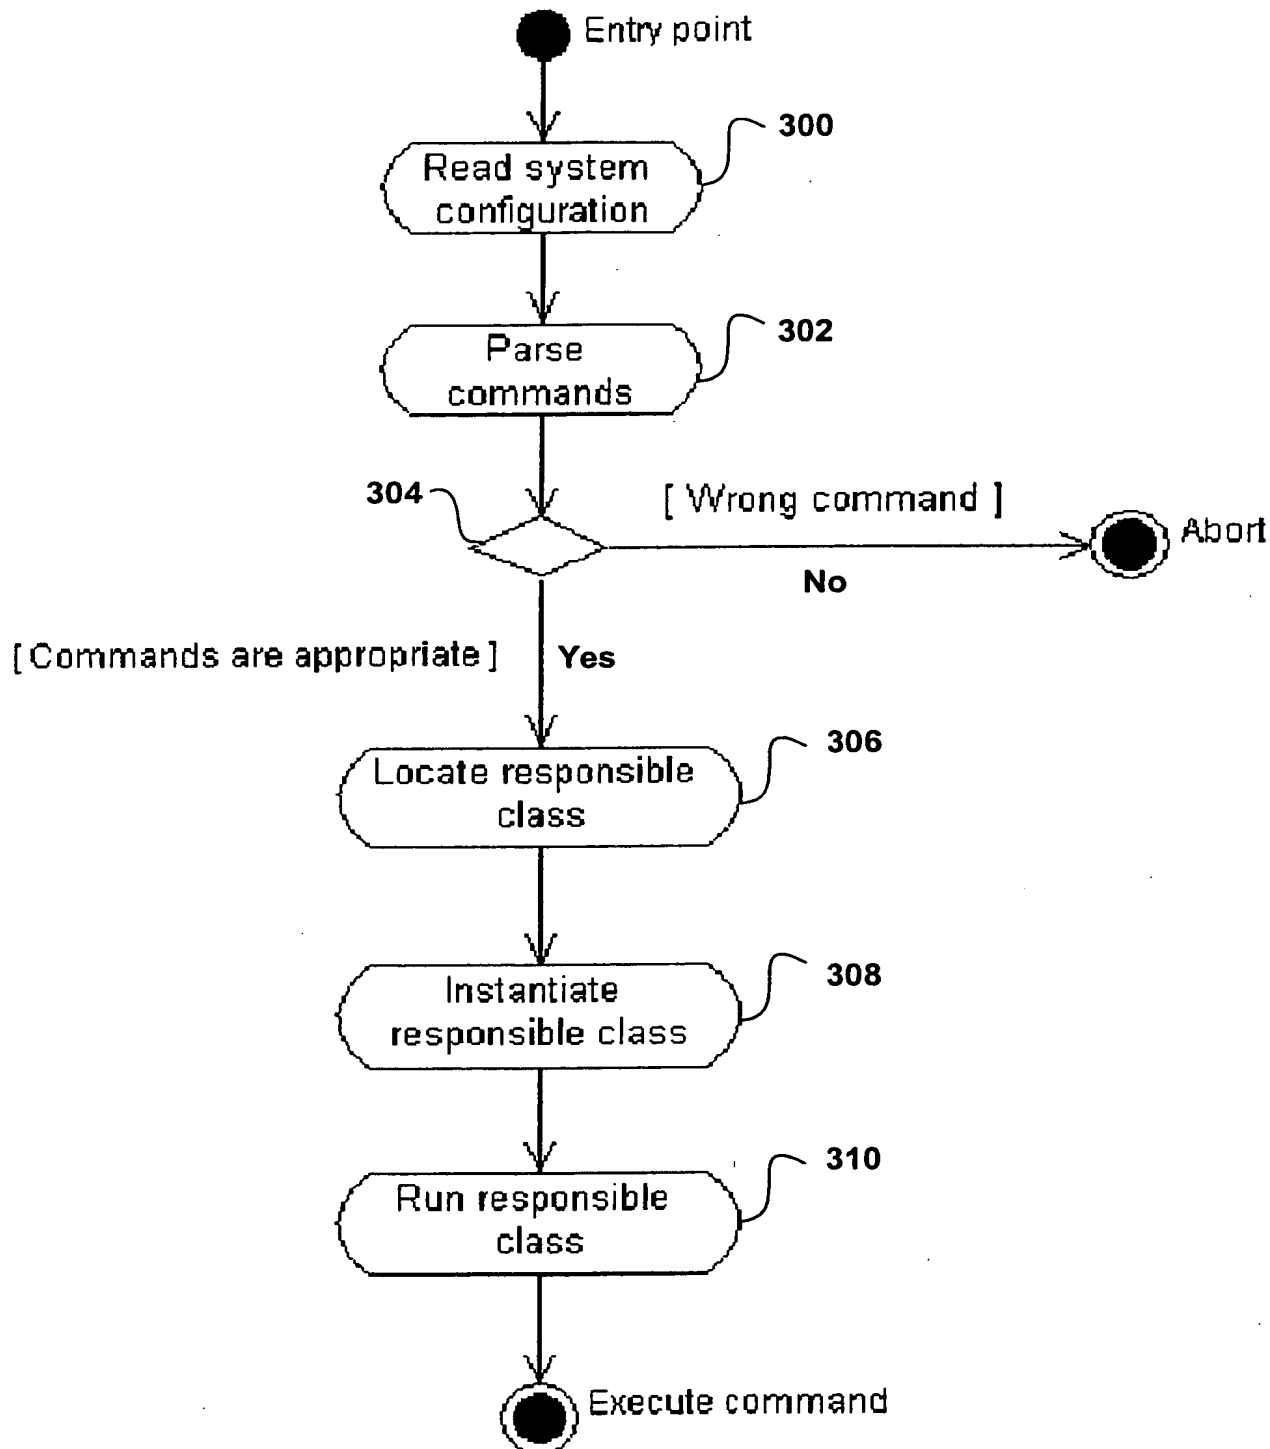 Entry point
300
Read system
configuration
302
Parse
commands
304
[ Wrong command ]
Abort
No
[ Commands are appropriate ]
Yes
306
Locate responsible
class
308
Instantiate
responsible class
310
Run responsible
class
Execute command